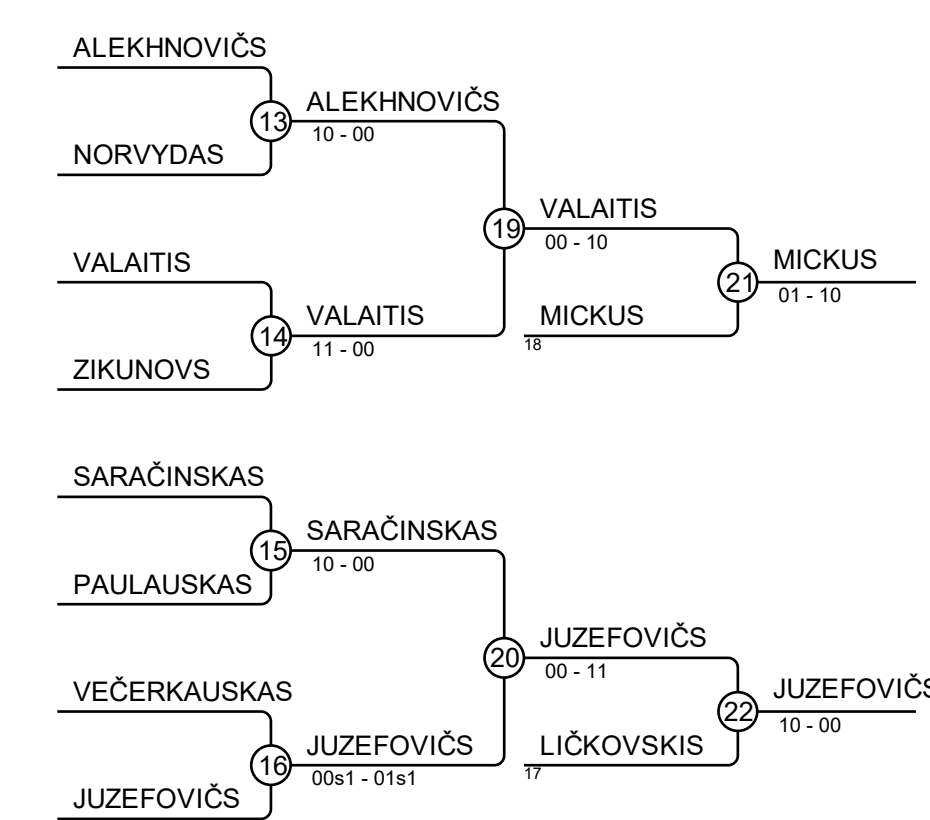 ALEKHNOVIČS
13
ALEKHNOVIČS
10 - 00
NORVYDAS
19
VALAITIS
00 - 10
VALAITIS
14
VALAITIS
11 - 00
ZIKUNOVS
MICKUS
18
21
MICKUS
01 - 10
SARAČINSKAS
15
SARAČINSKAS
10 - 00
PAULAUSKAS
20
JUZEFOVIČS
00 - 11
VEČERKAUSKAS
16
JUZEFOVIČS
00s1 - 01s1
JUZEFOVIČS
LIČKOVSKIS
17
22
JUZEFOVIČS
10 - 00